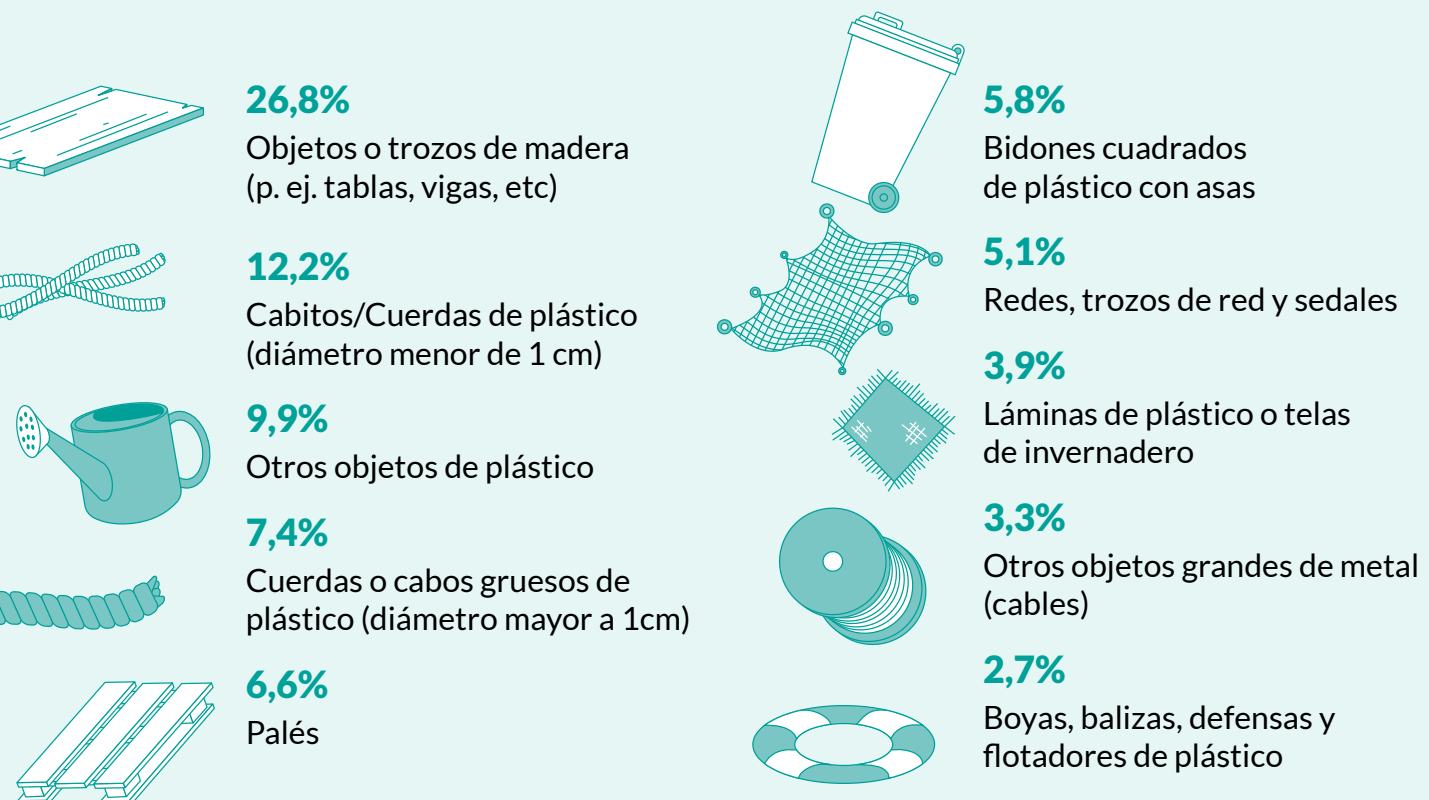 26,8%
Objetos o trozos de madera
(p. ej. tablas, vigas, etc)
12,2%
Cabitos/Cuerdas de plástico
(diámetro menor de 1 cm)
9,9%
Otros objetos de plástico
7,4%
Cuerdas o cabos gruesos de
plástico (diámetro mayor a 1cm)
6,6%
Palés
5,8%
Bidones cuadrados
de plástico con asas
5,1%
Redes, trozos de red y sedales
3,9%
Láminas de plástico o telas
de invernadero
3,3%
Otros objetos grandes de metal
(cables)
2,7%
Boyas, balizas, defensas y
flotadores de plástico